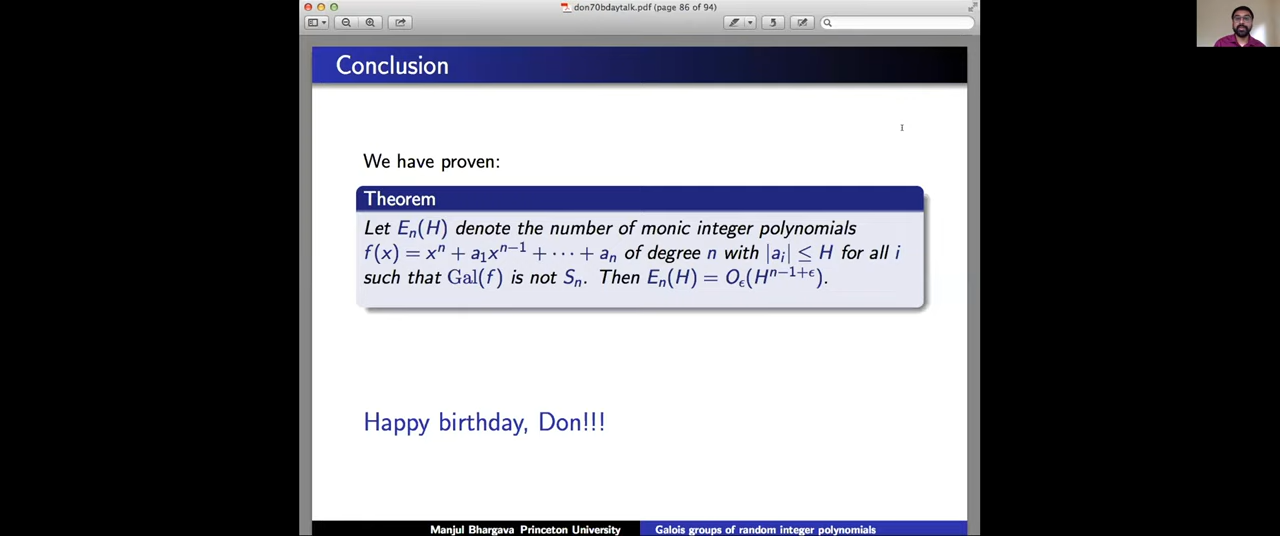 don70bdaytalk.pdf (page 86 of 94)
Conclusion
We have proven:
Theorem
Let Eₙ(H) denote the number of monic integer polynomials
f(x) = xⁿ + a₁xⁿ⁻¹ + ··· + aₙ of degree n with |aᵢ| ≤ H for all i
such that Gal(f) is not Sₙ. Then Eₙ(H) = O_ϵ(Hⁿ⁻¹⁺ᵋ).
Happy birthday, Don!!!
Manjul Bhargava Princeton University
Galois groups of random integer polynomials